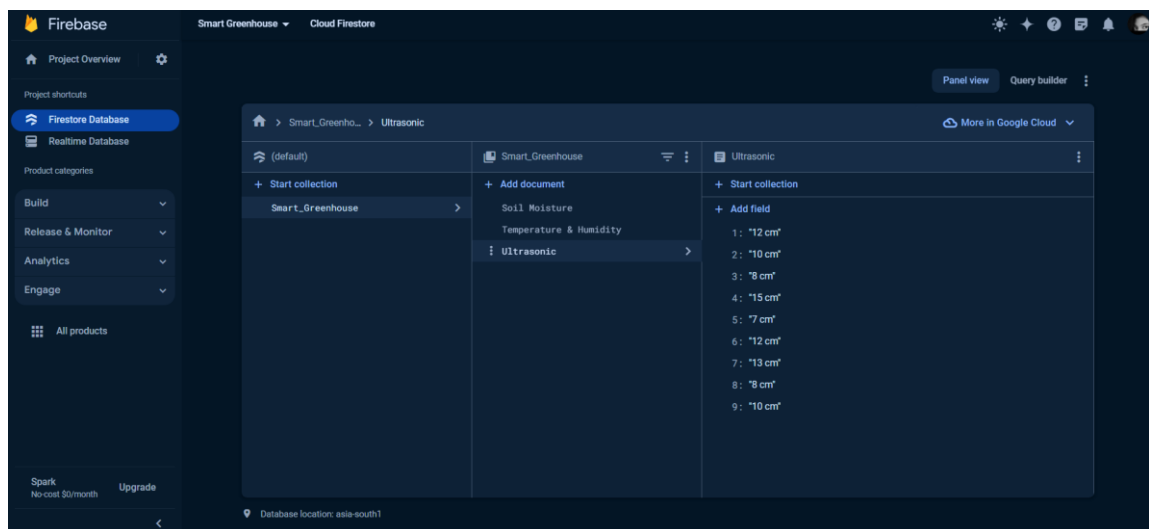 Firebase
Smart Greenhouse
Cloud Firestore
Project Overview
Project shortcuts
Firestore Database
Realtime Database
Product categories
Build
Release & Monitor
Analytics
Engage
All products
Spark
No-cost $0/month
Upgrade
Panel view
Query builder
Smart_Greenho... > Ultrasonic
More in Google Cloud
(default)
+ Start collection
Smart_Greenhouse
Smart_Greenhouse
+ Add document
Soil Moisture
Temperature & Humidity
Ultrasonic
Ultrasonic
+ Start collection
+ Add field
1: "12 cm"
2: "10 cm"
3: "8 cm"
4: "15 cm"
5: "7 cm"
6: "12 cm"
7: "13 cm"
8: "8 cm"
9: "10 cm"
Database location: asia-south1